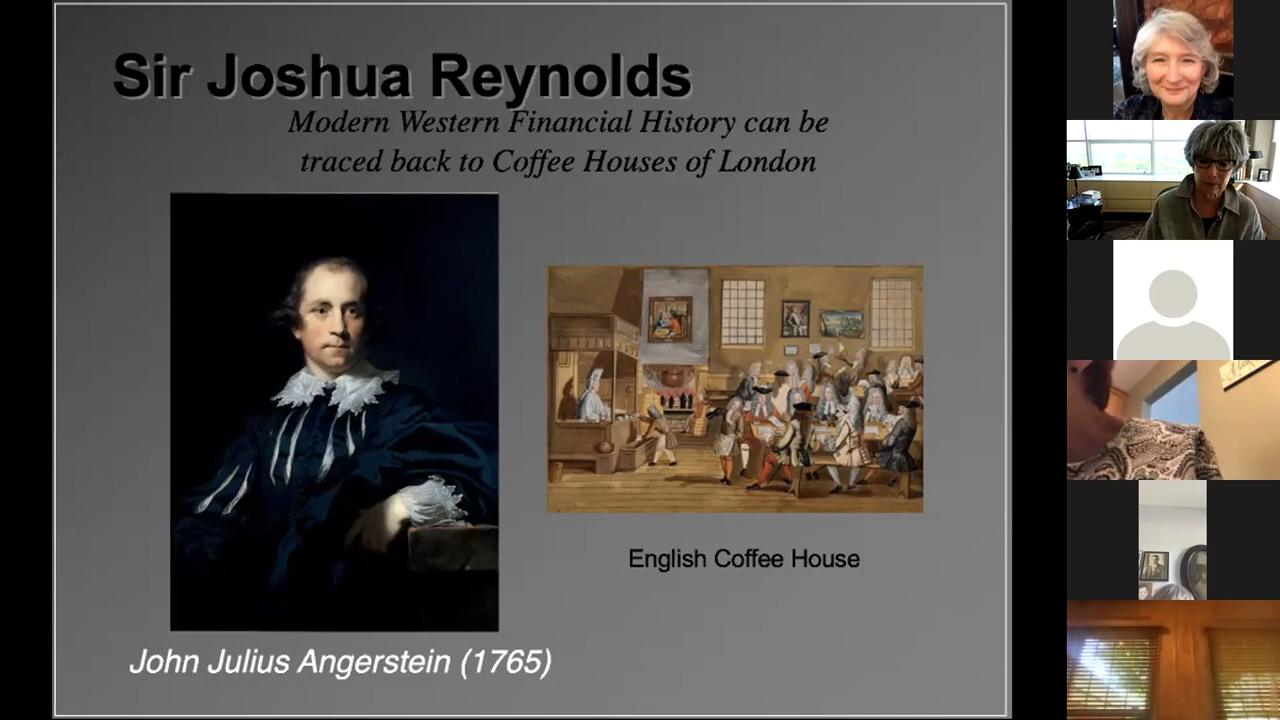 Sir Joshua Reynolds
Modern Western Financial History can be
traced back to Coffee Houses of London
English Coffee House
John Julius Angerstein (1765)